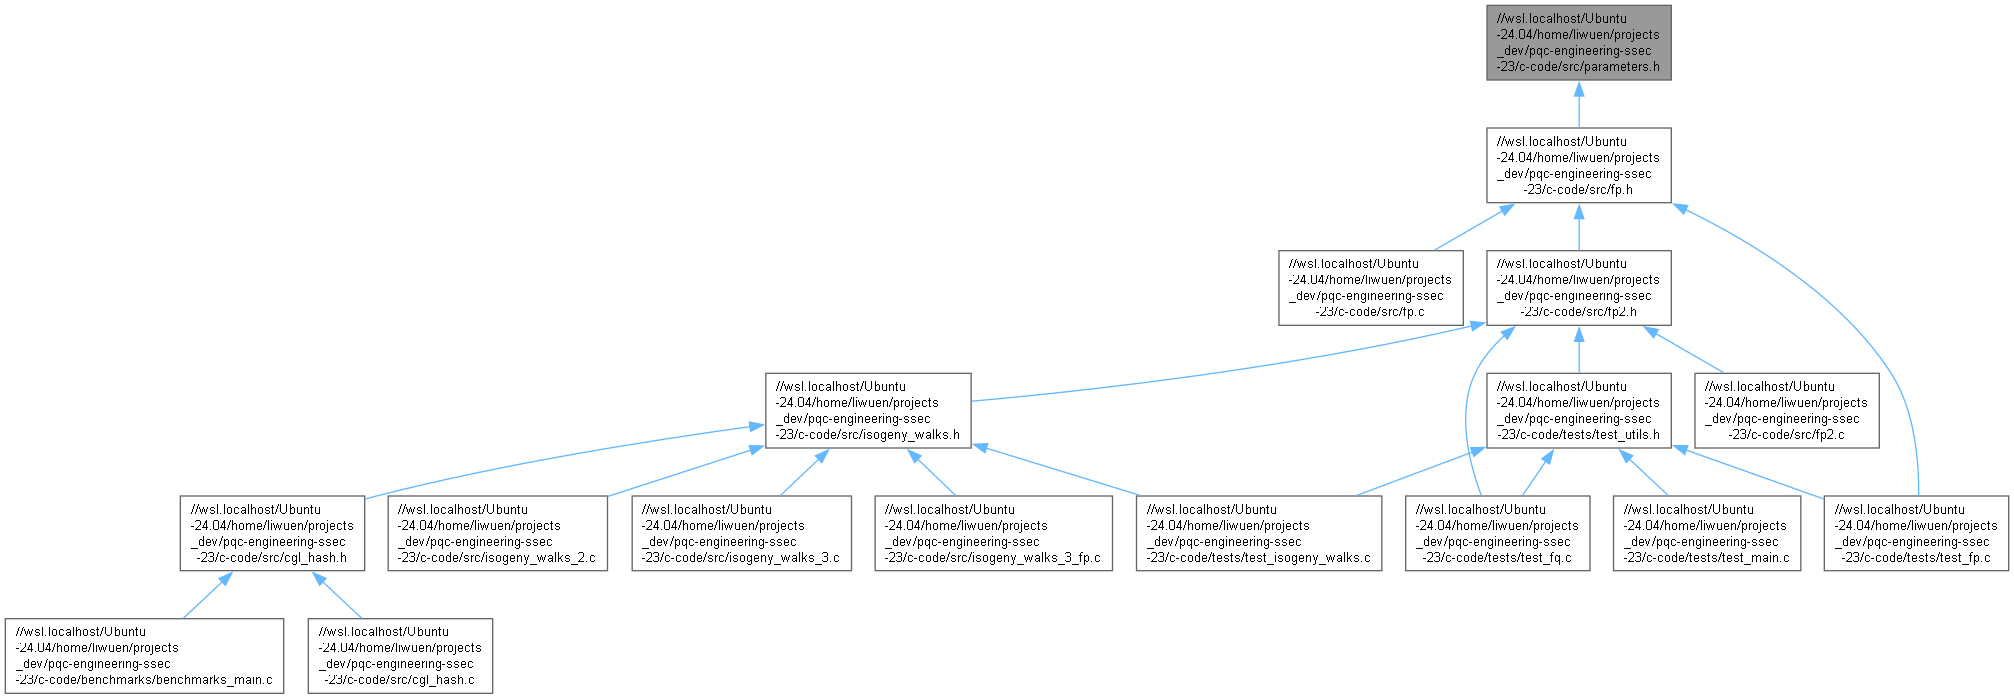 //wsl.localhost/Ubuntu
-24.04/home/liwuen/projects
_dev/pqc-engineering-ssec
-23/c-code/src/parameters.h
//wsl.localhost/Ubuntu
-24.04/home/liwuen/projects
_dev/pqc-engineering-ssec
-23/c-code/src/fp.h
//wsl.localhost/Ubuntu
-24.04/home/liwuen/projects
_dev/pqc-engineering-ssec
-23/c-code/src/fp.c
//wsl.localhost/Ubuntu
-24.04/home/liwuen/projects
_dev/pqc-engineering-ssec
-23/c-code/src/fp2.h
//wsl.localhost/Ubuntu
-24.04/home/liwuen/projects
_dev/pqc-engineering-ssec
-23/c-code/src/isogeny_walks.h
//wsl.localhost/Ubuntu
-24.04/home/liwuen/projects
_dev/pqc-engineering-ssec
-23/c-code/tests/test_utils.h
//wsl.localhost/Ubuntu
-24.04/home/liwuen/projects
_dev/pqc-engineering-ssec
-23/c-code/src/fp2.c
//wsl.localhost/Ubuntu
-24.04/home/liwuen/projects
_dev/pqc-engineering-ssec
-23/c-code/src/cgl_hash.h
//wsl.localhost/Ubuntu
-24.04/home/liwuen/projects
_dev/pqc-engineering-ssec
-23/c-code/src/isogeny_walks_2.c
//wsl.localhost/Ubuntu
-24.04/home/liwuen/projects
_dev/pqc-engineering-ssec
-23/c-code/src/isogeny_walks_3.c
//wsl.localhost/Ubuntu
-24.04/home/liwuen/projects
_dev/pqc-engineering-ssec
-23/c-code/src/isogeny_walks_3_fp.c
//wsl.localhost/Ubuntu
-24.04/home/liwuen/projects
_dev/pqc-engineering-ssec
-23/c-code/tests/test_isogeny_walks.c
//wsl.localhost/Ubuntu
-24.04/home/liwuen/projects
_dev/pqc-engineering-ssec
-23/c-code/tests/test_fq.c
//wsl.localhost/Ubuntu
-24.04/home/liwuen/projects
_dev/pqc-engineering-ssec
-23/c-code/tests/test_main.c
//wsl.localhost/Ubuntu
-24.04/home/liwuen/projects
_dev/pqc-engineering-ssec
-23/c-code/tests/test_fp.c
//wsl.localhost/Ubuntu
-24.04/home/liwuen/projects
_dev/pqc-engineering-ssec
-23/c-code/benchmarks/benchmarks_main.c
//wsl.localhost/Ubuntu
-24.04/home/liwuen/projects
_dev/pqc-engineering-ssec
-23/c-code/src/cgl_hash.c